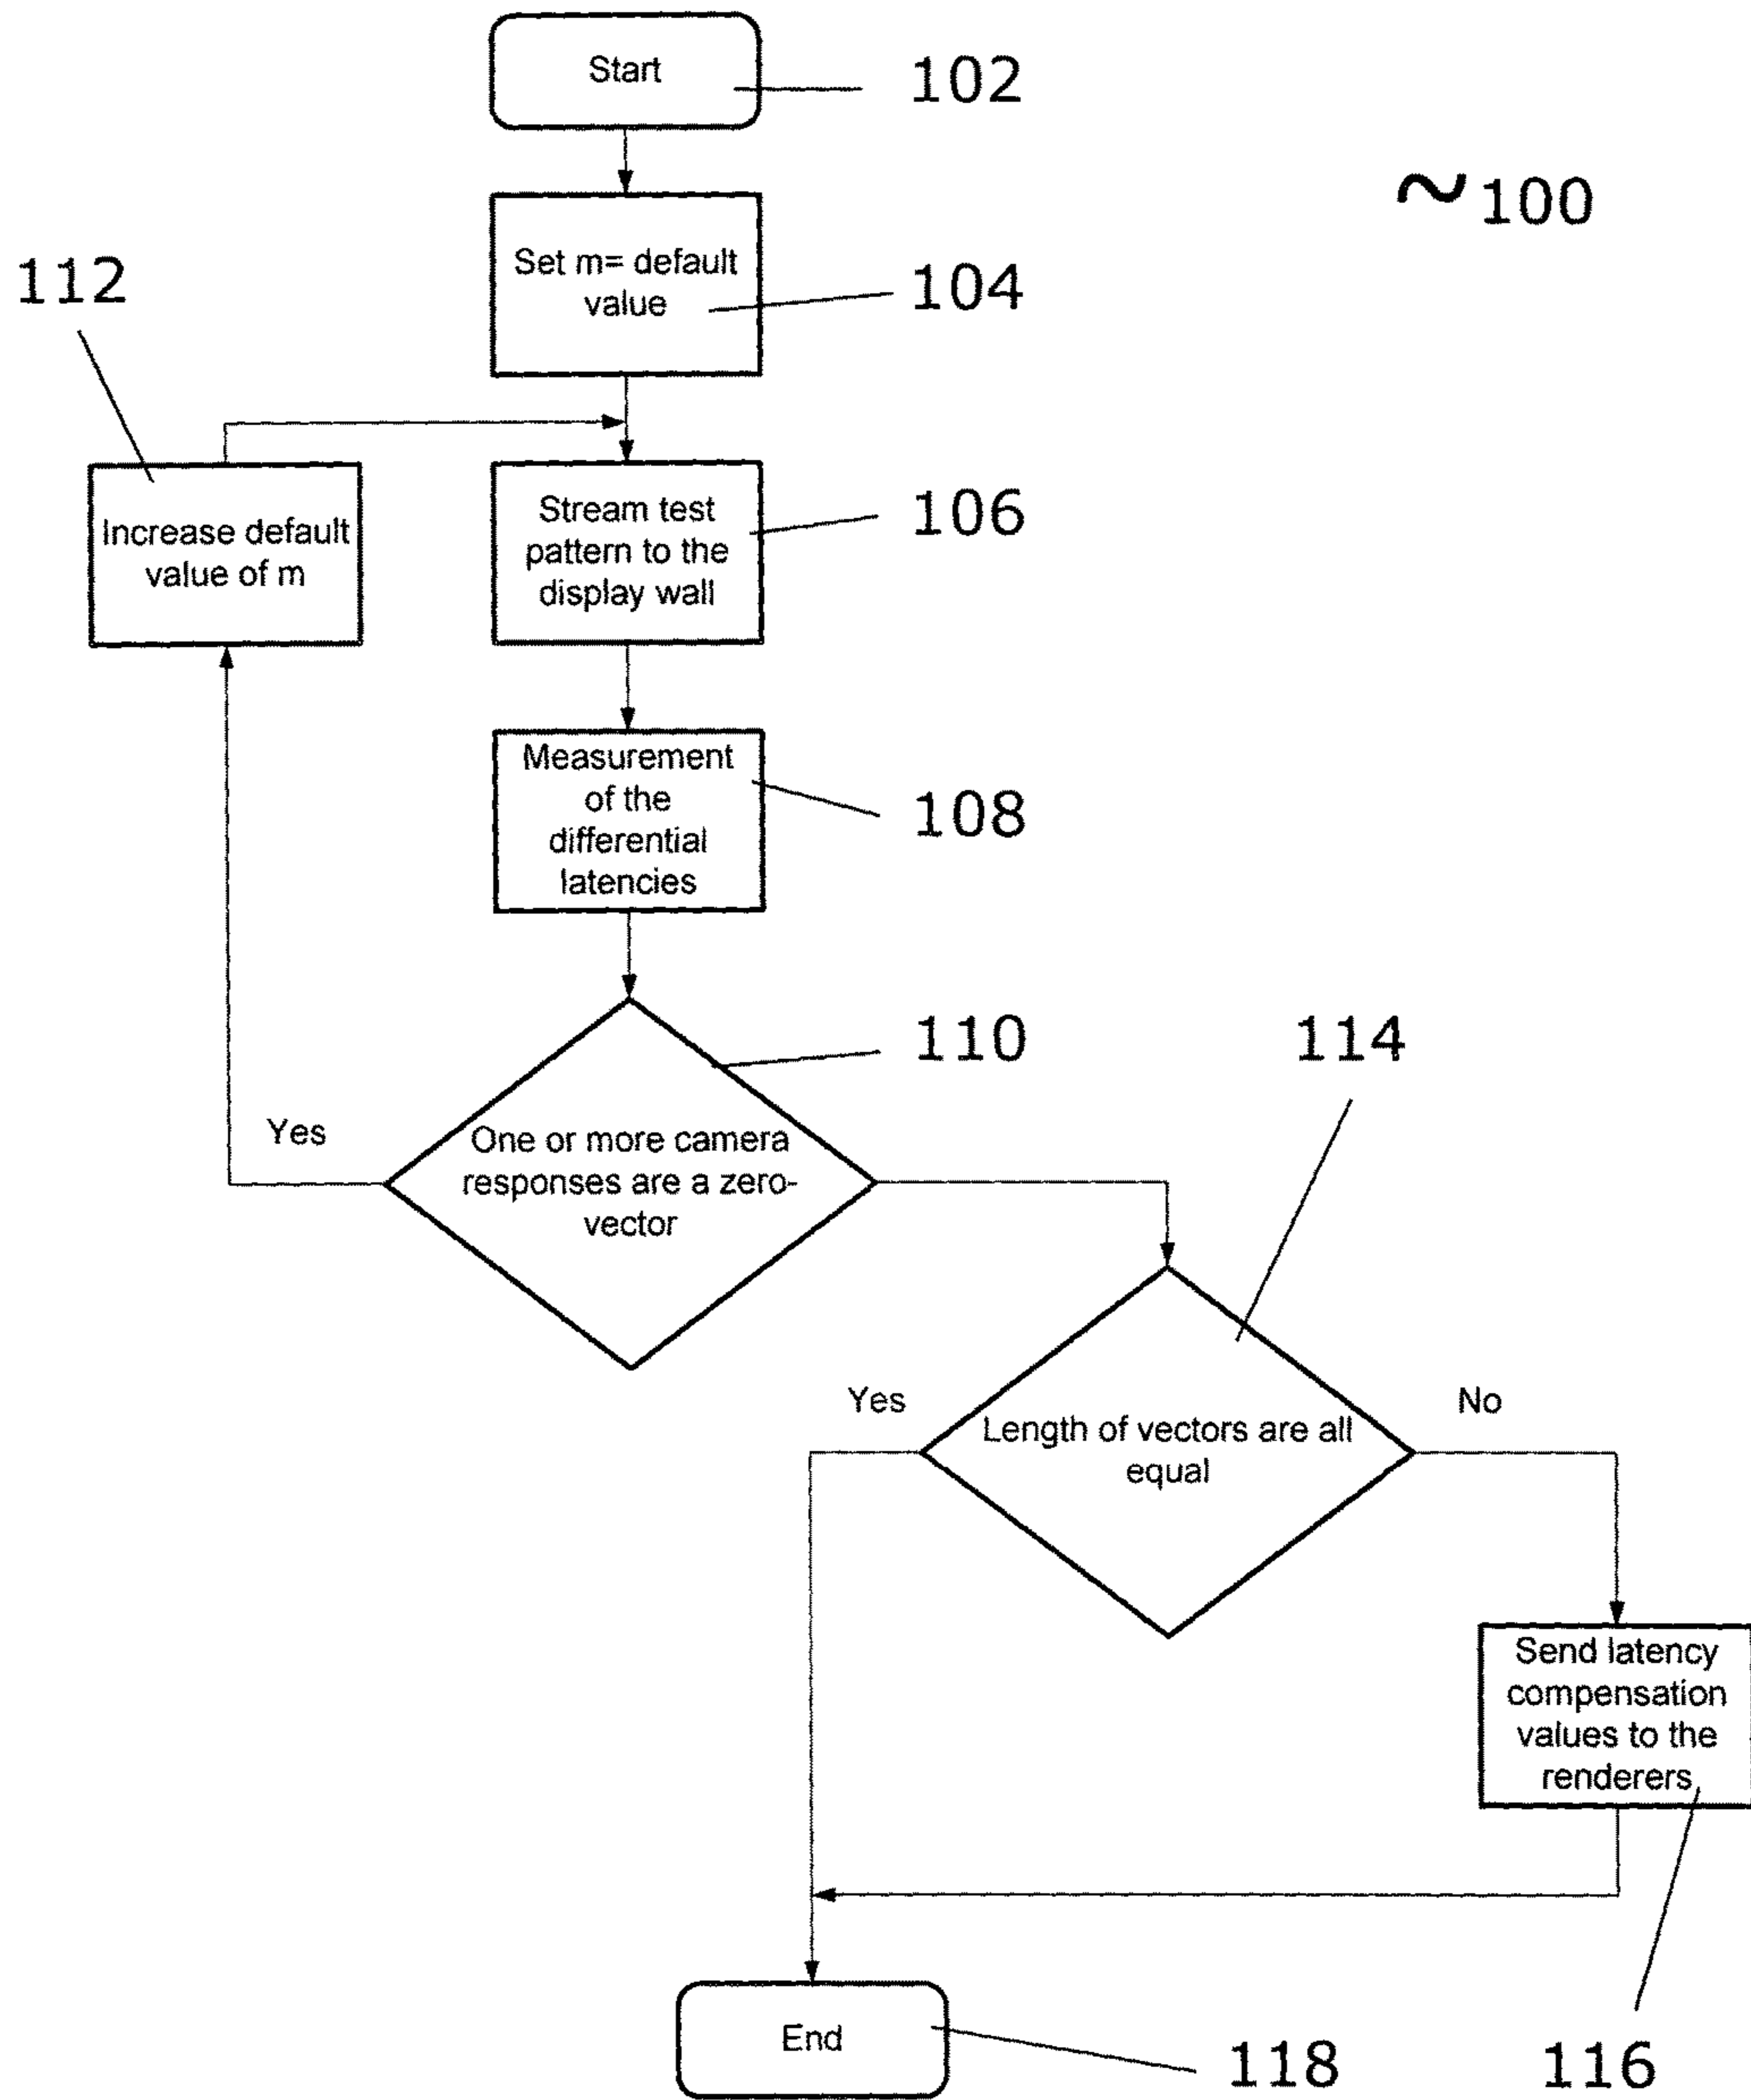 Start
102
~100
Set m= default
value
104
112
Increase default
value of m
Stream test
pattern to the
display wall
106
Measurement
of the
differential
latencies
108
110
114
Yes
One or more camera
responses are a zero-
vector
Yes
No
Length of vectors are all
equal
Send latency
compensation
values to the
renderers
End
118
116